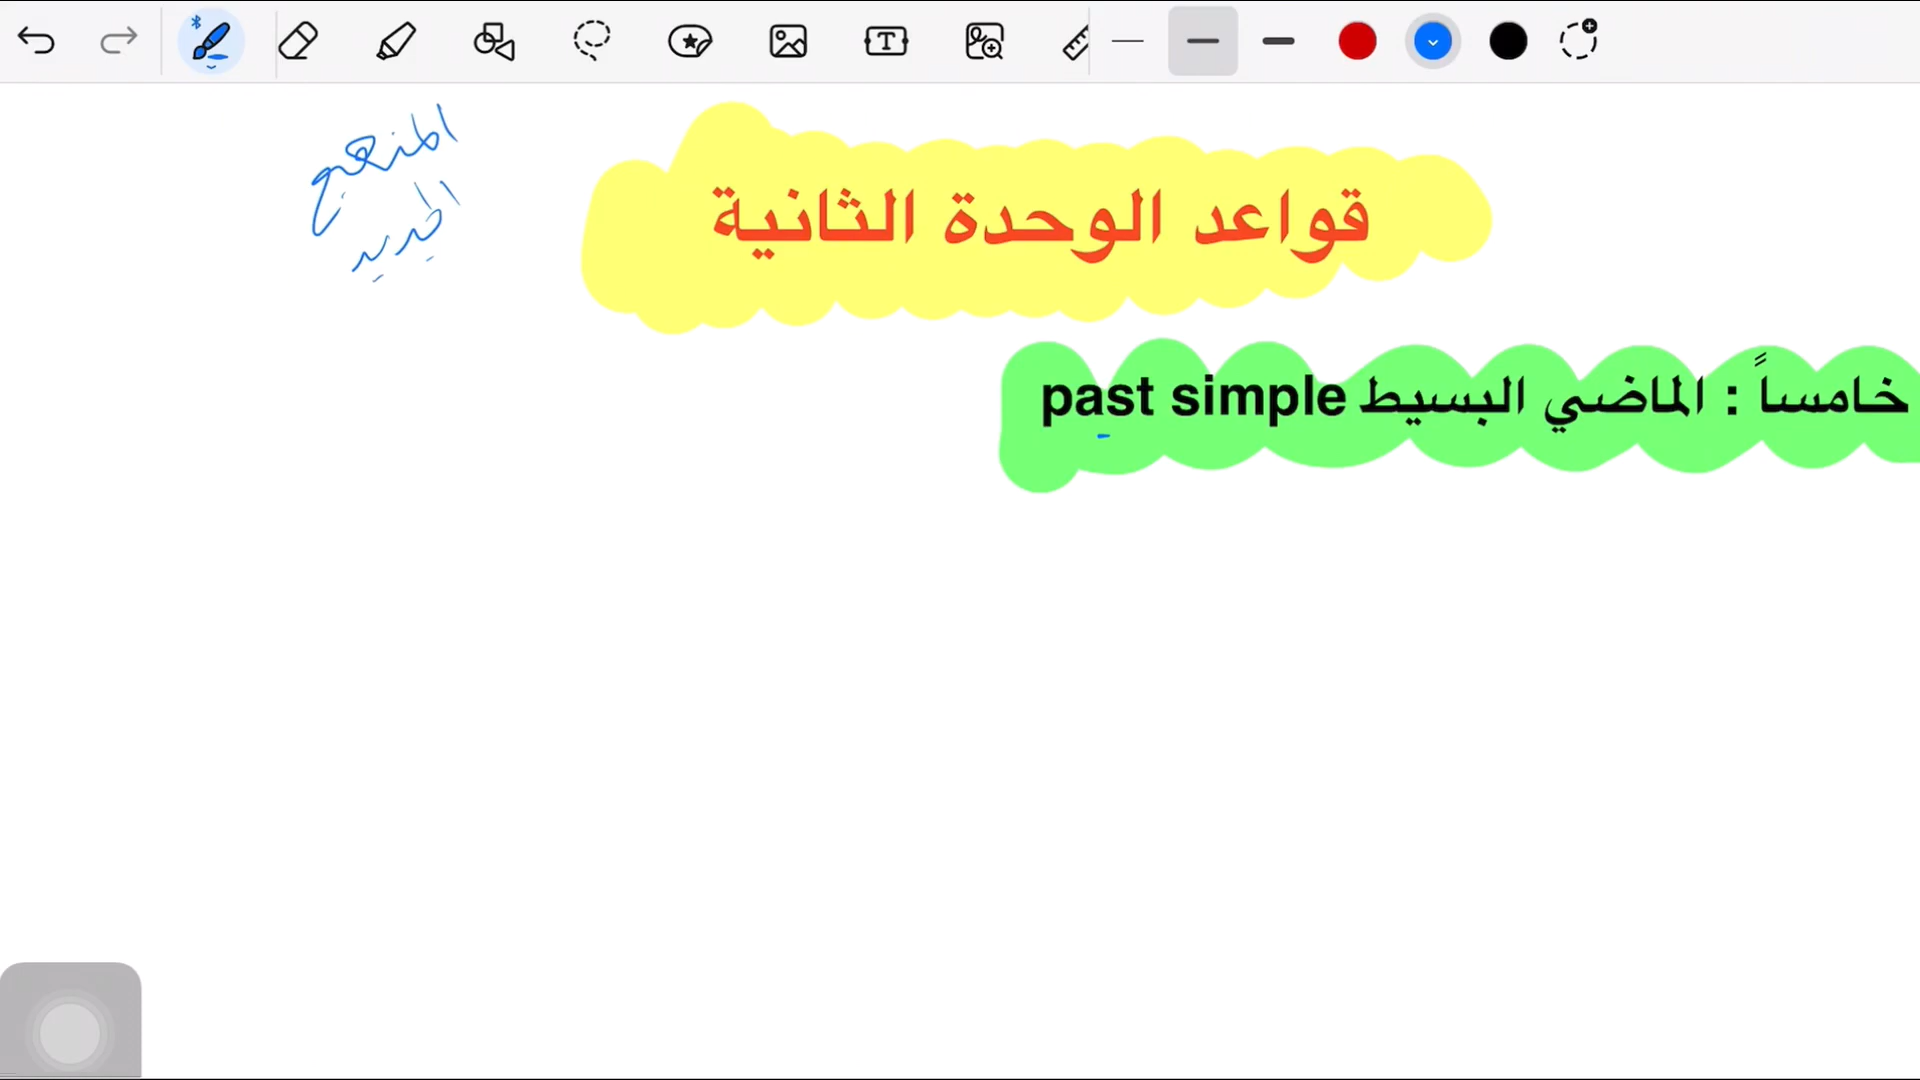 المنهج
الجديد
قواعد الوحدة الثانية
خامساً : الماضي البسيط past simple